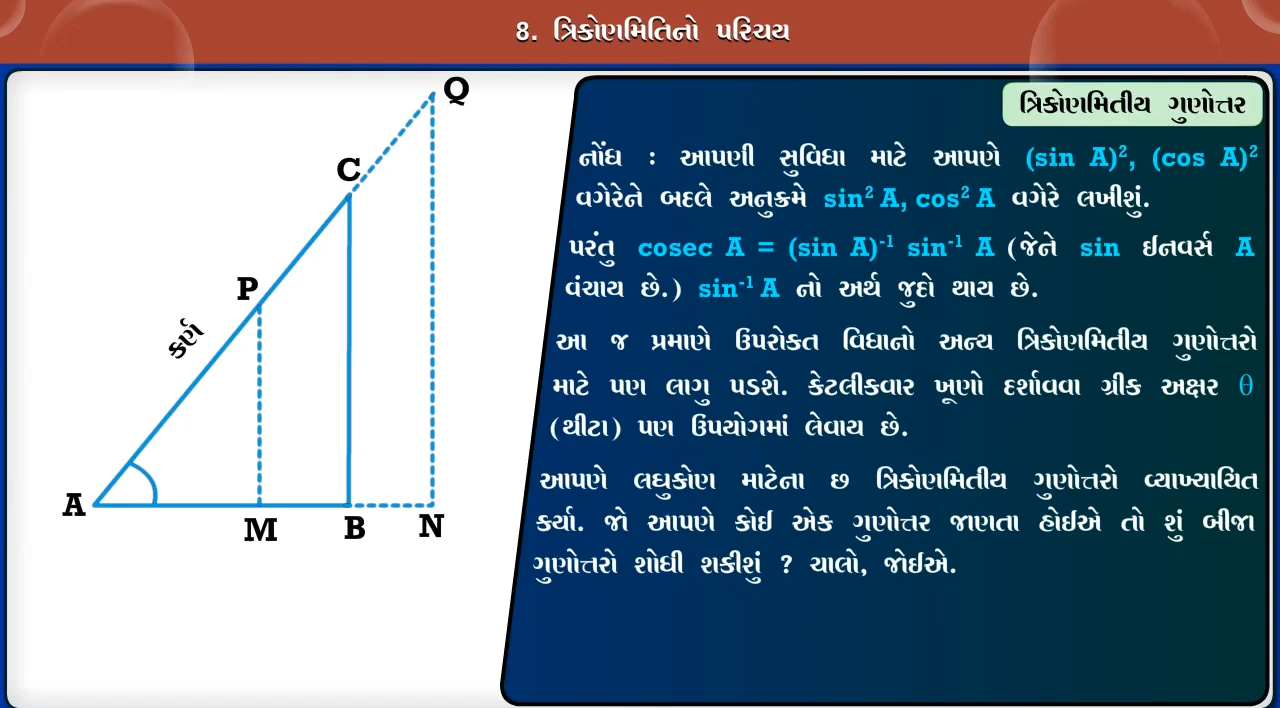 8. ત્રિકોણમિતિનો પરિચય
ત્રિકોણમિતીય ગુણોત્તર
નોંધ : આપણી સુવિધા માટે આપણે (sin A)², (cos A)²
વગેરેને બદલે અનુક્રમે sin² A, cos² A વગેરે લખીશું.
પરંતુ cosec A = (sin A)⁻¹ sin⁻¹ A (જેને sin ઈનવર્સ A
વંચાય છે.) sin⁻¹ A નો અર્થ જુદો થાય છે.
આ જ પ્રમાણે ઉપરોક્ત વિધાનો અન્ય ત્રિકોણમિતીય ગુણોત્તરો
માટે પણ લાગુ પડશે. કેટલીકવાર ખૂણો દર્શાવવા ગ્રીક અક્ષર θ
(થીટા) પણ ઉપયોગમાં લેવાય છે.
આપણે લઘુકોણ માટેના છ ત્રિકોણમિતીય ગુણોત્તરો વ્યાખ્યાયિત
કર્યા. જો આપણે કોઈ એક ગુણોત્તર જાણતા હોઈએ તો શું બીજા
ગુણોત્તરો શોધી શકીશું ? ચાલો, જોઈએ.
Q
C
P
કર્ણ
A
M
B
N